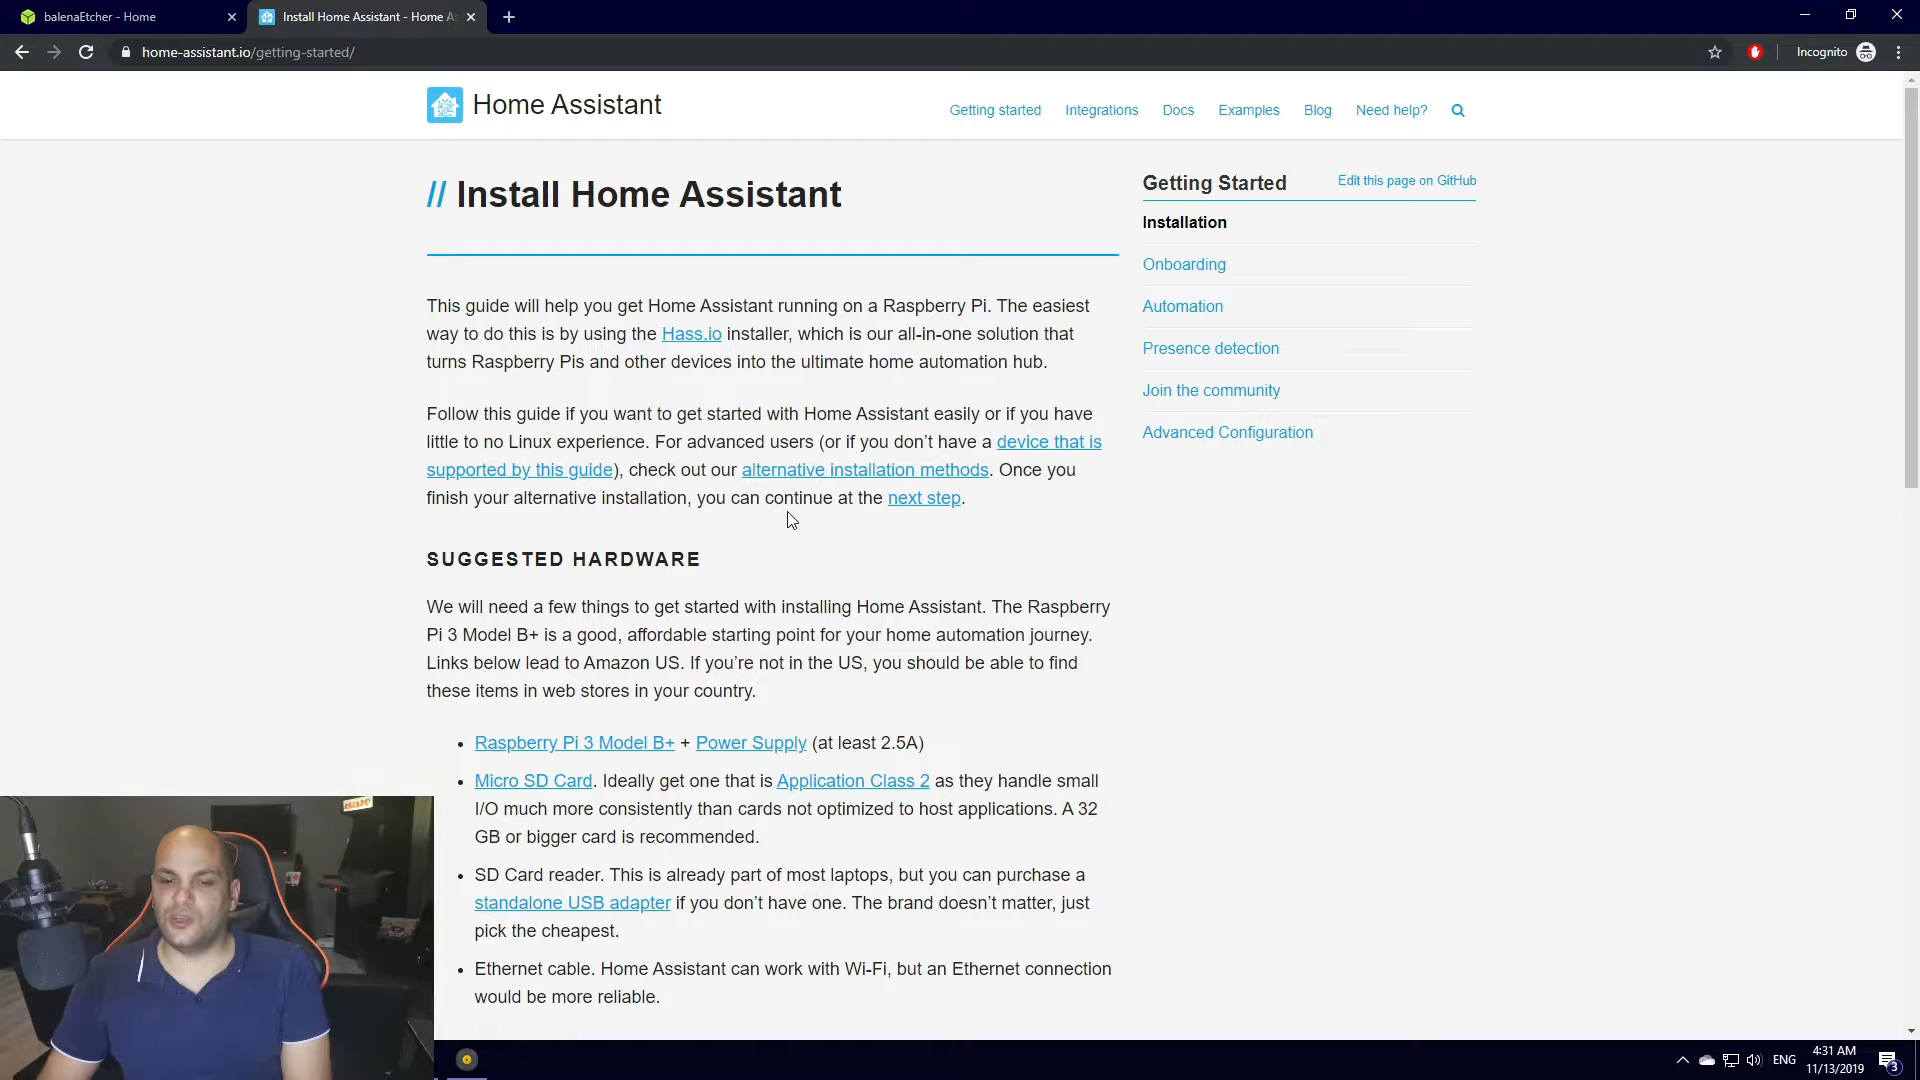 balenaEtcher - Home
Install Home Assistant - Home As
home-assistant.io/getting-started/
Incognito
Home Assistant
Getting started
Integrations
Docs
Examples
Blog
Need help?
// Install Home Assistant
This guide will help you get Home Assistant running on a Raspberry Pi. The easiest
way to do this is by using the Hass.io installer, which is our all-in-one solution that
turns Raspberry Pis and other devices into the ultimate home automation hub.
Follow this guide if you want to get started with Home Assistant easily or if you have
little to no Linux experience. For advanced users (or if you don’t have a device that is
supported by this guide), check out our alternative installation methods. Once you
finish your alternative installation, you can continue at the next step.
SUGGESTED HARDWARE
We will need a few things to get started with installing Home Assistant. The Raspberry
Pi 3 Model B+ is a good, affordable starting point for your home automation journey.
Links below lead to Amazon US. If you’re not in the US, you should be able to find
these items in web stores in your country.
• Raspberry Pi 3 Model B+ + Power Supply (at least 2.5A)
• Micro SD Card. Ideally get one that is Application Class 2 as they handle small
I/O much more consistently than cards not optimized to host applications. A 32
GB or bigger card is recommended.
• SD Card reader. This is already part of most laptops, but you can purchase a
standalone USB adapter if you don’t have one. The brand doesn’t matter, just
pick the cheapest.
• Ethernet cable. Home Assistant can work with Wi-Fi, but an Ethernet connection
would be more reliable.
Getting Started
Edit this page on GitHub
Installation
Onboarding
Automation
Presence detection
Join the community
Advanced Configuration
ENG
4:31 AM
11/13/2019
3